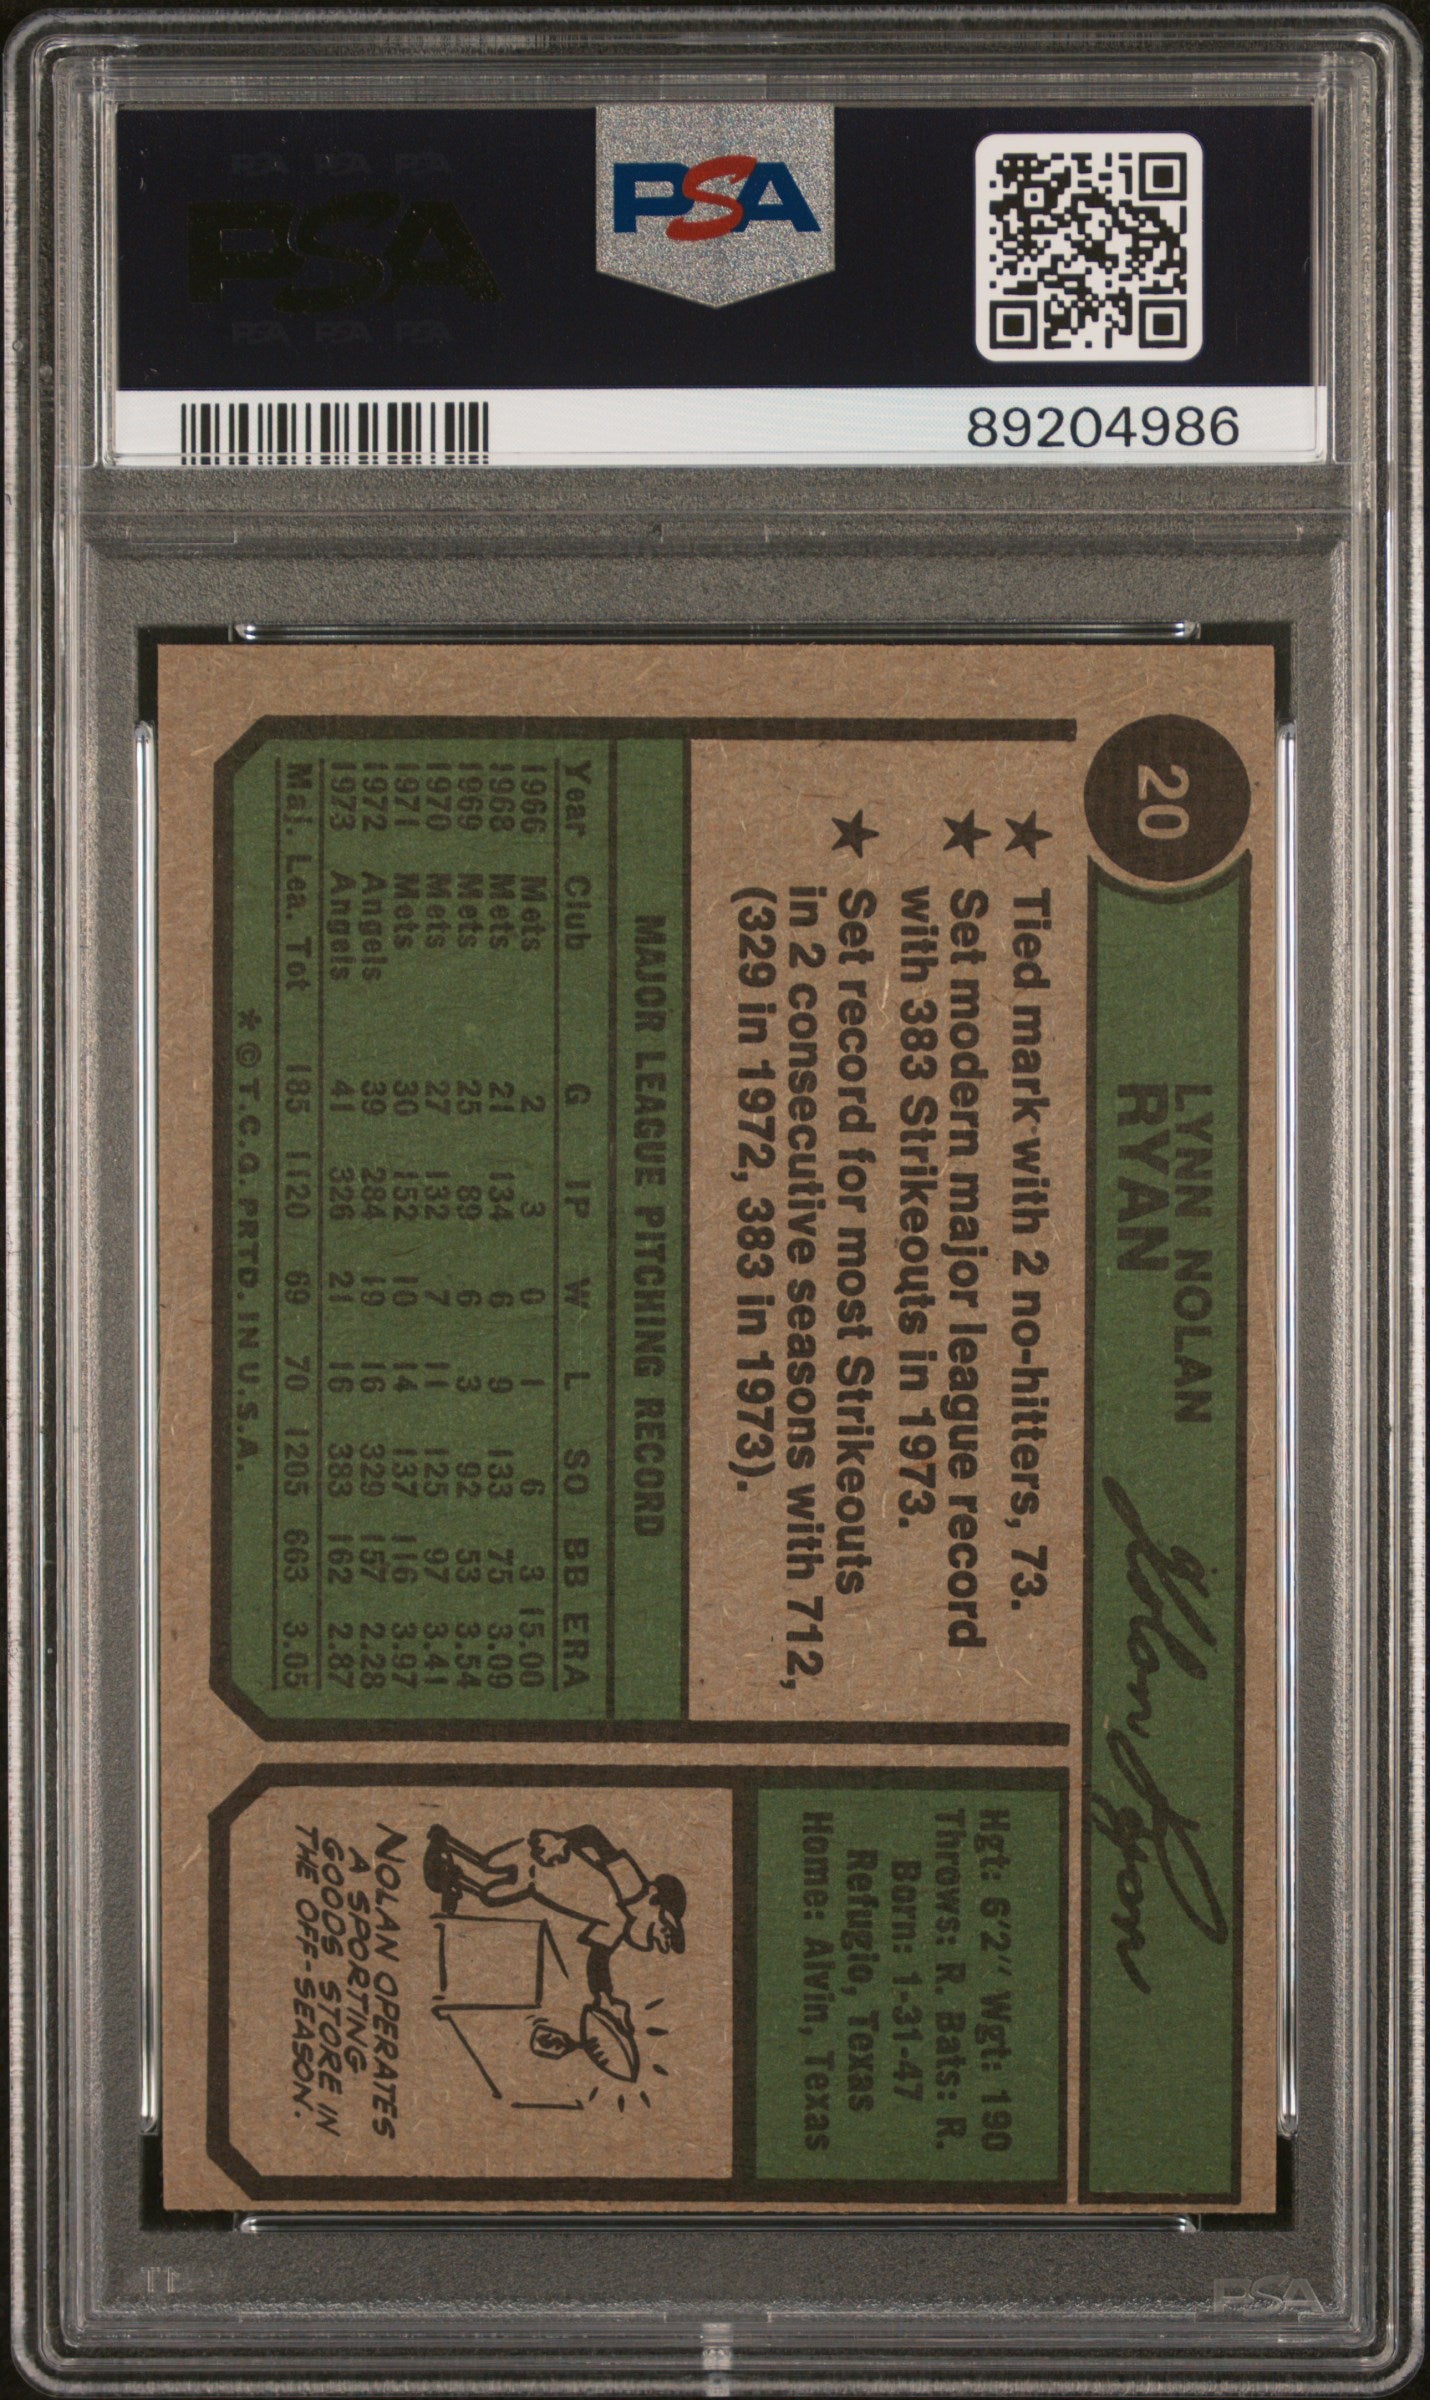 PSA PSA PSA
PSA
PSA PSA PSA
PSA
89204986
20
LYNN NOLAN
RYAN
Nolan Ryan
★ Tied mark with 2 no-hitters, 73.
★ Set modern major league record
with 383 Strikeouts in 1973.
★ Set record for most Strikeouts
in 2 consecutive seasons with 712,
(329 in 1972, 383 in 1973).
MAJOR LEAGUE PITCHING RECORD
Year Club G IP W L SO BB ERA
1966 Mets 2 3 0 1 6 3 15.00
1968 Mets 21 134 6 9 133 75 3.09
1969 Mets 25 89 6 3 92 53 3.54
1970 Mets 27 132 7 11 125 97 3.41
1971 Mets 30 152 10 14 137 116 3.97
1972 Angels 39 284 19 16 329 157 2.28
1973 Angels 41 326 21 16 383 162 2.87
Maj. Lea. Tot 185 1120 69 70 1205 663 3.05
*©T.C.G. PRTD. IN U.S.A.
Hgt: 6'2" Wgt: 190
Throws: R. Bats: R.
Born: 1-31-47
Refugio, Texas
Home: Alvin, Texas
$
NOLAN OPERATES
A SPORTING
GOODS STORE IN
THE OFF-SEASON.
PSA